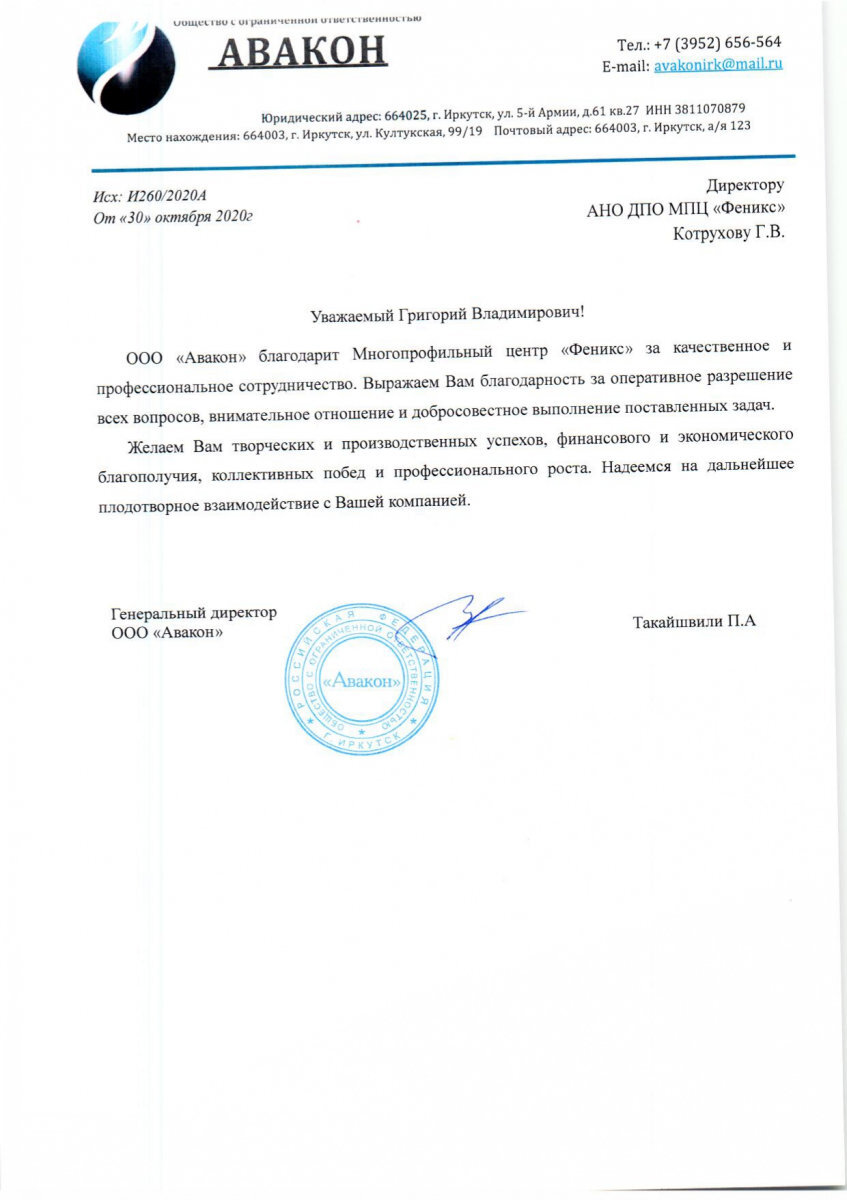 Общество с ограниченной ответственностью
АВАКОН
Тел.: +7 (3952) 656-564
E-mail: avakonirk@mail.ru
Юридический адрес: 664025, г. Иркутск, ул. 5-й Армии, д.61 кв.27 ИНН 3811070879
Место нахождения: 664003, г. Иркутск, ул. Култукская, 99/19 Почтовый адрес: 664003, г. Иркутск, а/я 123
Исх: И260/2020А
От «30» октября 2020г
Директору
АНО ДПО МПЦ «Феникс»
Котрухову Г.В.
Уважаемый Григорий Владимирович!
ООО «Авакон» благодарит Многопрофильный центр «Феникс» за качественное и
профессиональное сотрудничество. Выражаем Вам благодарность за оперативное разрешение
всех вопросов, внимательное отношение и добросовестное выполнение поставленных задач.
Желаем Вам творческих и производственных успехов, финансового и экономического
благополучия, коллективных побед и профессионального роста. Надеемся на дальнейшее
плодотворное взаимодействие с Вашей компанией.
Генеральный директор
ООО «Авакон»
РОССИЙСКАЯ ФЕДЕРАЦИЯ
ОБЩЕСТВО С ОГРАНИЧЕННОЙ ОТВЕТСТВЕННОСТЬЮ
«Авакон»
Г. ИРКУТСК
Такайшвили П.А